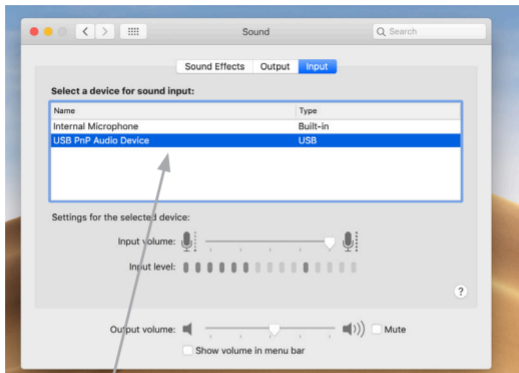 Sound
Search
Sound Effects Output Input
Select a device for sound input:
Name Type
Internal Microphone Built-in
USB PnP Audio Device USB
Settings for the selected device:
Input volume:
Input level:
?
Output volume: Mute
Show volume in menu bar